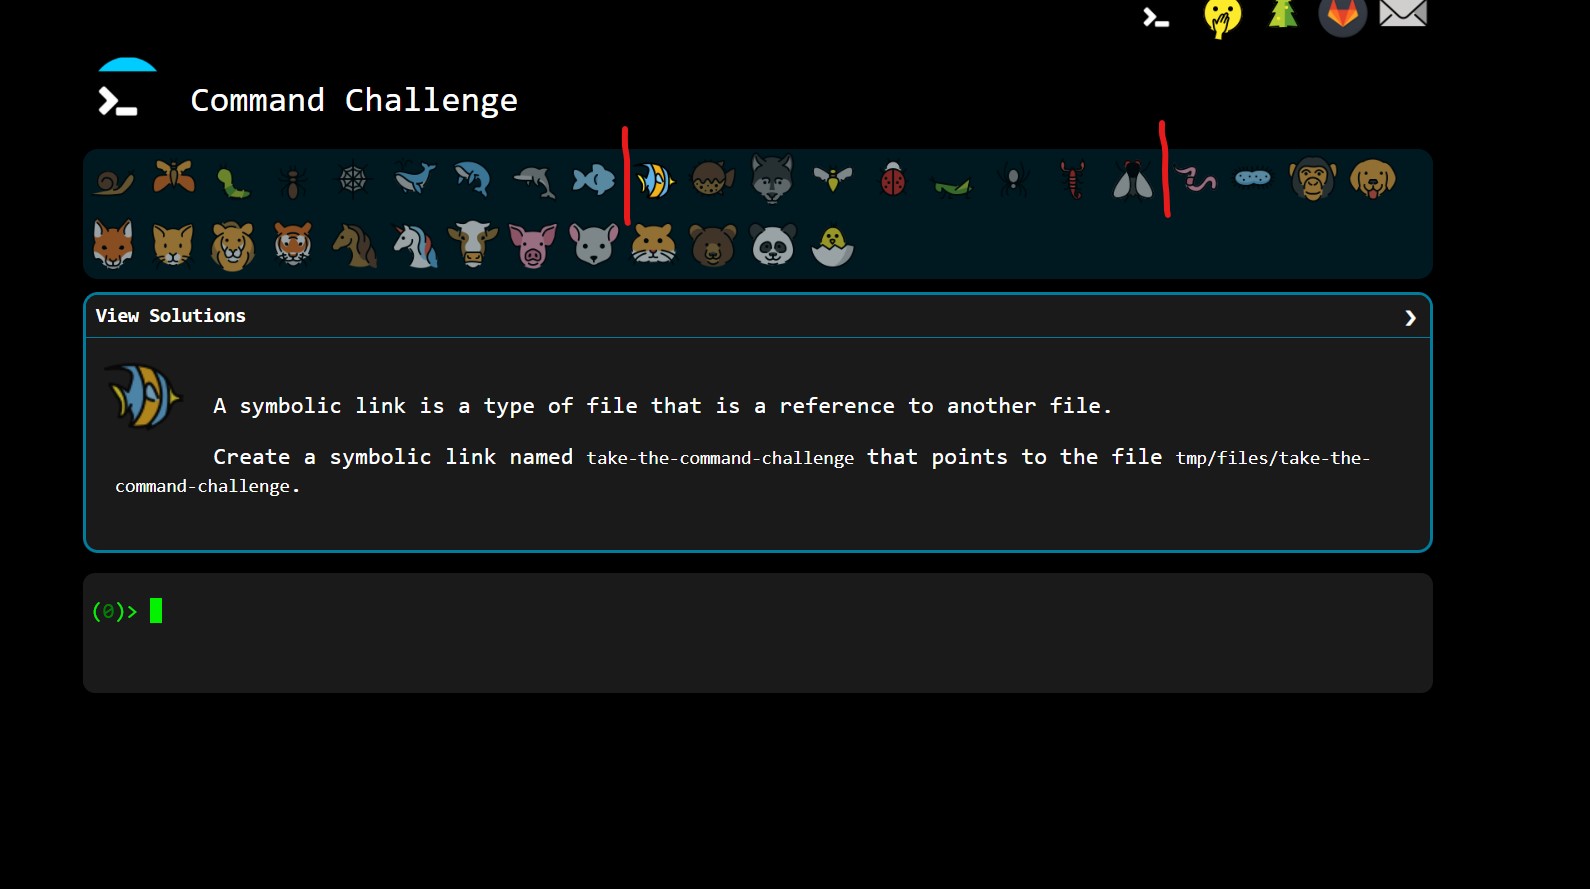 Command Challenge
View Solutions
A symbolic link is a type of file that is a reference to another file.
Create a symbolic link named take-the-command-challenge that points to the file tmp/files/take-the-
command-challenge.
(0)>